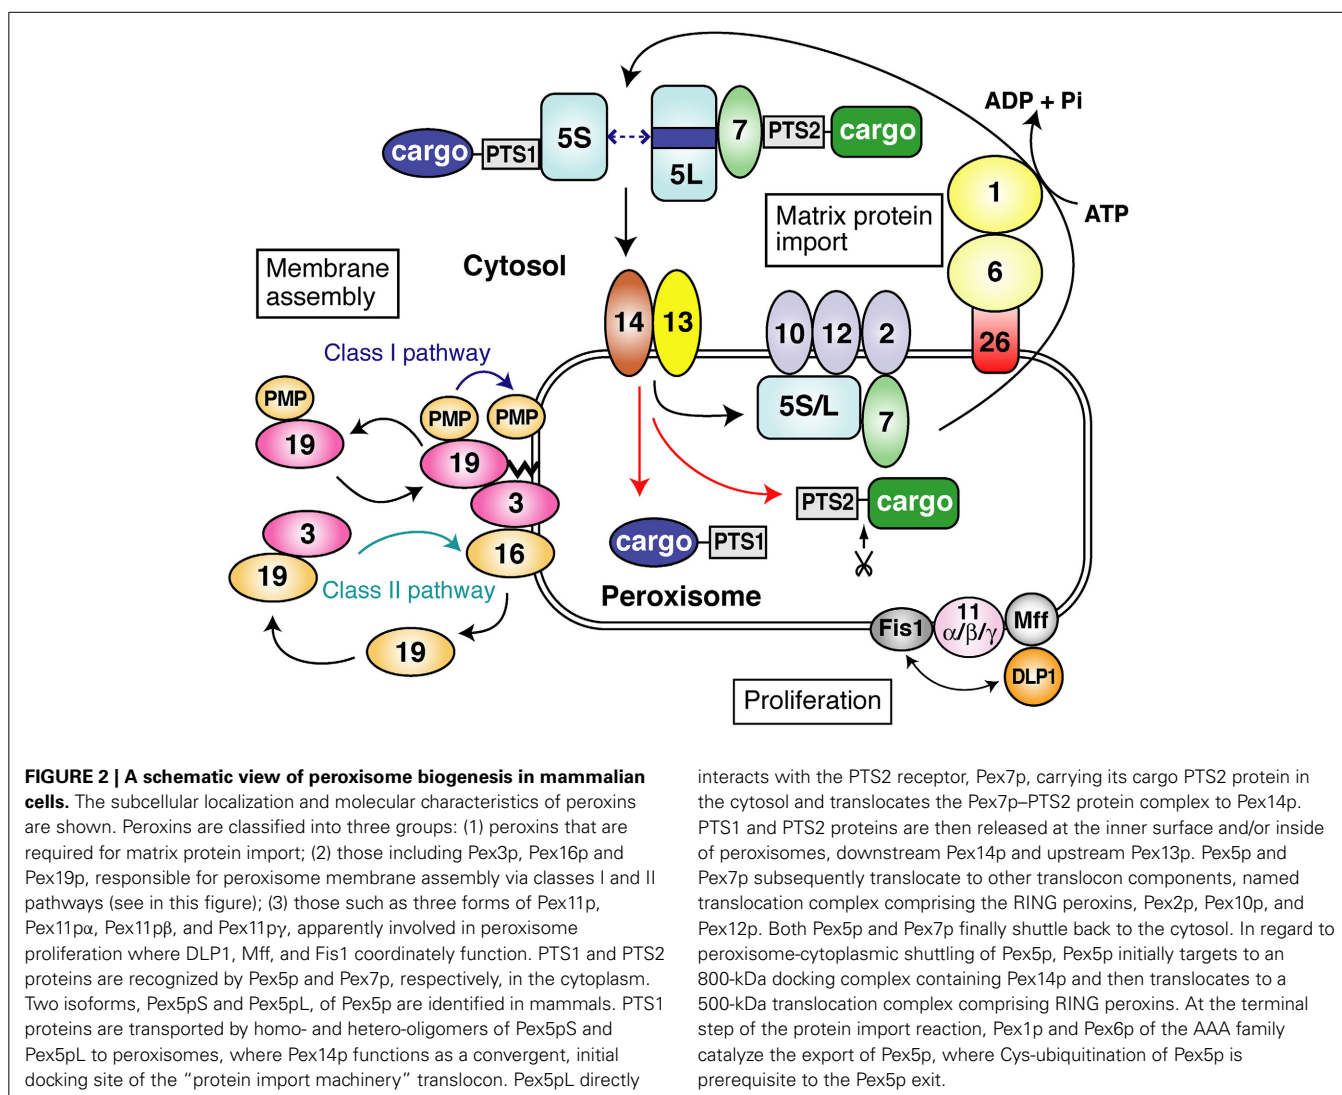 ADP + Pi
cargo
PTS1
5S
5L
7
PTS2
cargo
1
ATP
Matrix protein
import
6
26
Membrane
assembly
Cytosol
14
13
10
12
2
5S/L
7
Class I pathway
PMP
19
PMP
PMP
19
3
3
16
19
Class II pathway
19
PTS2
cargo
cargo
PTS1
Peroxisome
Fis1
11
α/β/γ
Mff
DLP1
Proliferation
FIGURE 2 | A schematic view of peroxisome biogenesis in mammalian
cells. The subcellular localization and molecular characteristics of peroxins
are shown. Peroxins are classified into three groups: (1) peroxins that are
required for matrix protein import; (2) those including Pex3p, Pex16p and
Pex19p, responsible for peroxisome membrane assembly via classes I and II
pathways (see in this figure); (3) those such as three forms of Pex11p,
Pex11pα, Pex11pβ, and Pex11pγ, apparently involved in peroxisome
proliferation where DLP1, Mff, and Fis1 coordinately function. PTS1 and PTS2
proteins are recognized by Pex5p and Pex7p, respectively, in the cytoplasm.
Two isoforms, Pex5pS and Pex5pL, of Pex5p are identified in mammals. PTS1
proteins are transported by homo- and hetero-oligomers of Pex5pS and
Pex5pL to peroxisomes, where Pex14p functions as a convergent, initial
docking site of the “protein import machinery” translocon. Pex5pL directly
interacts with the PTS2 receptor, Pex7p, carrying its cargo PTS2 protein in
the cytosol and translocates the Pex7p–PTS2 protein complex to Pex14p.
PTS1 and PTS2 proteins are then released at the inner surface and/or inside
of peroxisomes, downstream Pex14p and upstream Pex13p. Pex5p and
Pex7p subsequently translocate to other translocon components, named
translocation complex comprising the RING peroxins, Pex2p, Pex10p, and
Pex12p. Both Pex5p and Pex7p finally shuttle back to the cytosol. In regard to
peroxisome-cytoplasmic shuttling of Pex5p, Pex5p initially targets to an
800-kDa docking complex containing Pex14p and then translocates to a
500-kDa translocation complex comprising RING peroxins. At the terminal
step of the protein import reaction, Pex1p and Pex6p of the AAA family
catalyze the export of Pex5p, where Cys-ubiquitination of Pex5p is
prerequisite to the Pex5p exit.